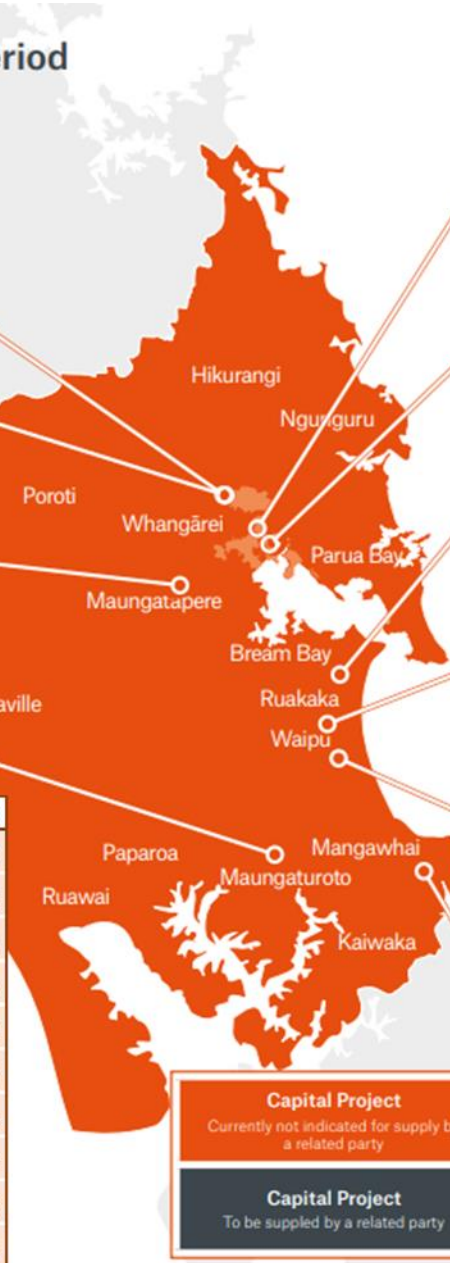 riod
Hikurangi
Ngunguru
Poroti
Whangārei
Parua Bay
Maungatapere
Bream Bay
Ruakaka
aville
Waipu
Paparoa
Mangawhai
Maungaturoto
Ruawai
Kaiwaka
Capital Project
Currently not indicated for supply b
a related party
Capital Project
To be suppled by a related party